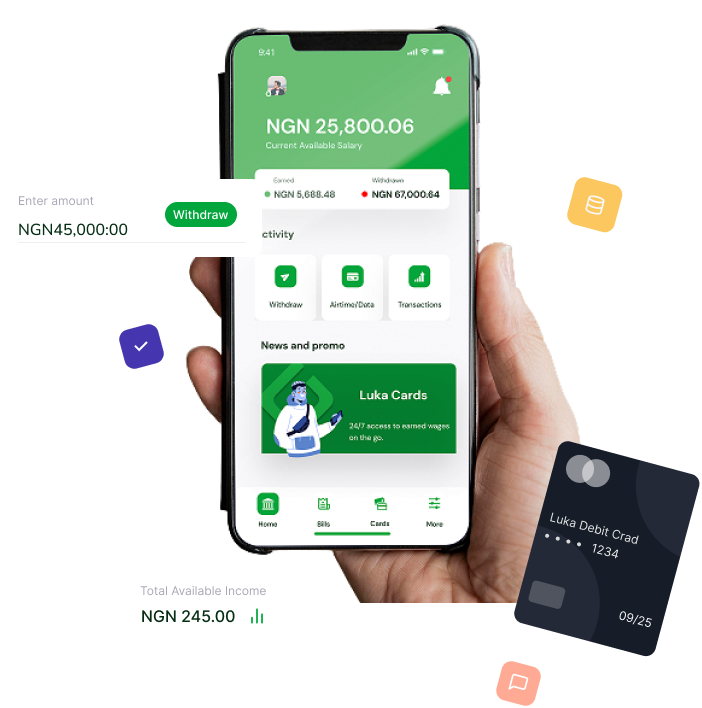 9:41
NGN 25,800.06
Current Available Salary
Earned
Withdrawn
NGN 5,688.48
NGN 67,000.64
Enter amount
NGN45,000:00
Withdraw
ctivity
Withdraw
Airtime/Data
Transactions
News and promo
Luka Cards
24/7 access to earned wages
on the go.
Home
Bills
Cards
More
Luka Debit Crad
•••• 1234
09/25
Total Available Income
NGN 245.00